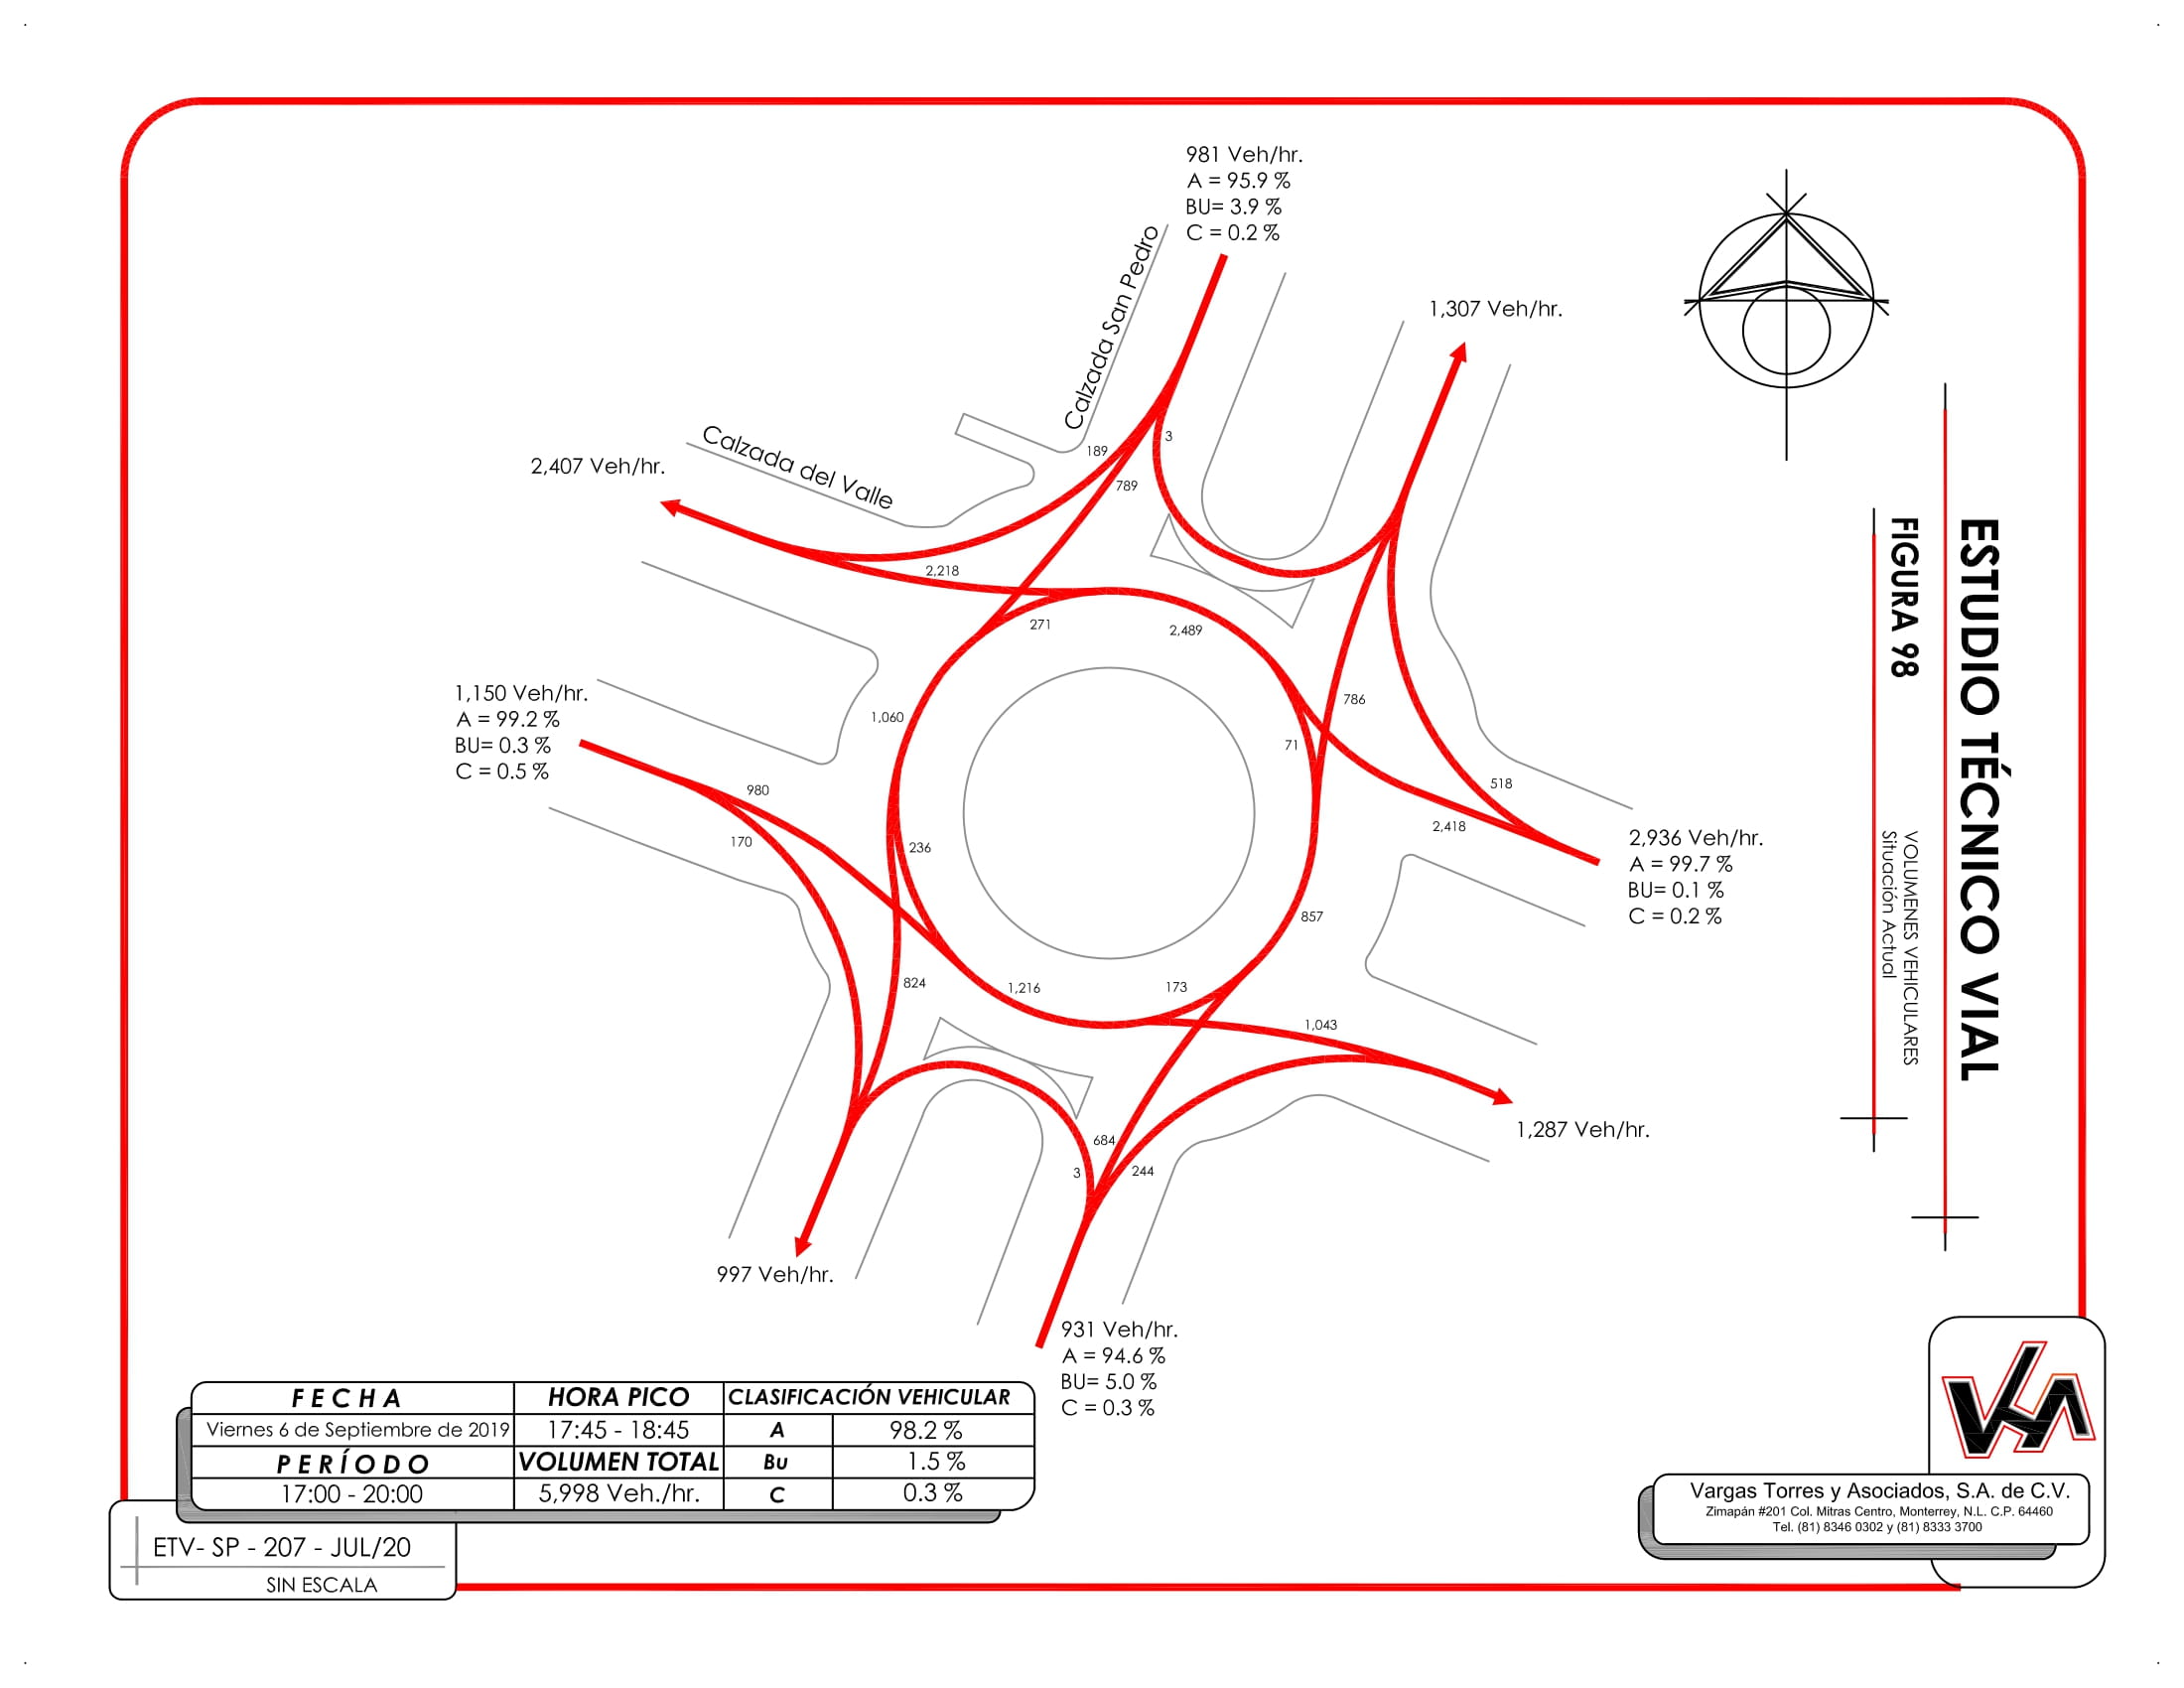 981 Veh/hr.
A = 95.9 %
BU= 3.9 %
C = 0.2 %
Calzada San Pedro
1,307 Veh/hr.
Calzada del Valle
2,407 Veh/hr.
189
3
789
2,218
271
2,489
786
1,150 Veh/hr.
A = 99.2 %
BU= 0.3 %
C = 0.5 %
1,060
71
980
170
518
2,418
2,936 Veh/hr.
A = 99.7 %
BU= 0.1 %
C = 0.2 %
236
857
824
1,216
173
1,043
1,287 Veh/hr.
684
3
244
997 Veh/hr.
931 Veh/hr.
A = 94.6 %
BU= 5.0 %
C = 0.3 %
ESTUDIO TÉCNICO VIAL
FIGURA 98
VOLUMENES VEHICULARES
Situación Actual
FECHA HORA PICO CLASIFICACIÓN VEHICULAR
Viernes 6 de Septiembre de 2019 17:45 - 18:45 A 98.2 %
PERÍODO VOLUMEN TOTAL Bu 1.5 %
17:00 - 20:00 5,998 Veh./hr. C 0.3 %
ETV- SP - 207 - JUL/20
SIN ESCALA
VTA
Vargas Torres y Asociados, S.A. de C.V.
Zimapán #201 Col. Mitras Centro, Monterrey, N.L. C.P. 64460
Tel. (81) 8346 0302 y (81) 8333 3700